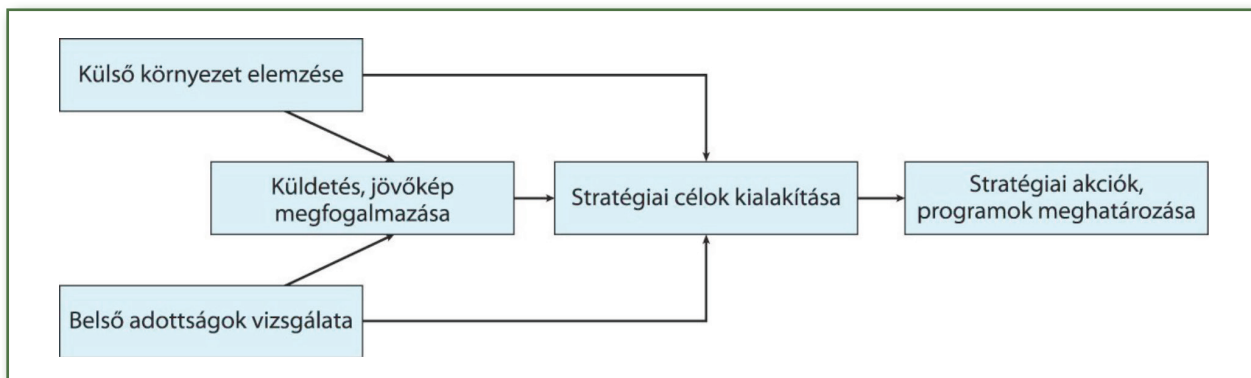 Külső környezet elemzése
Küldetés, jövőkép
megfogalmazása
Stratégiai célok kialakítása
Stratégiai akciók,
programok meghatározása
Belső adottságok vizsgálata